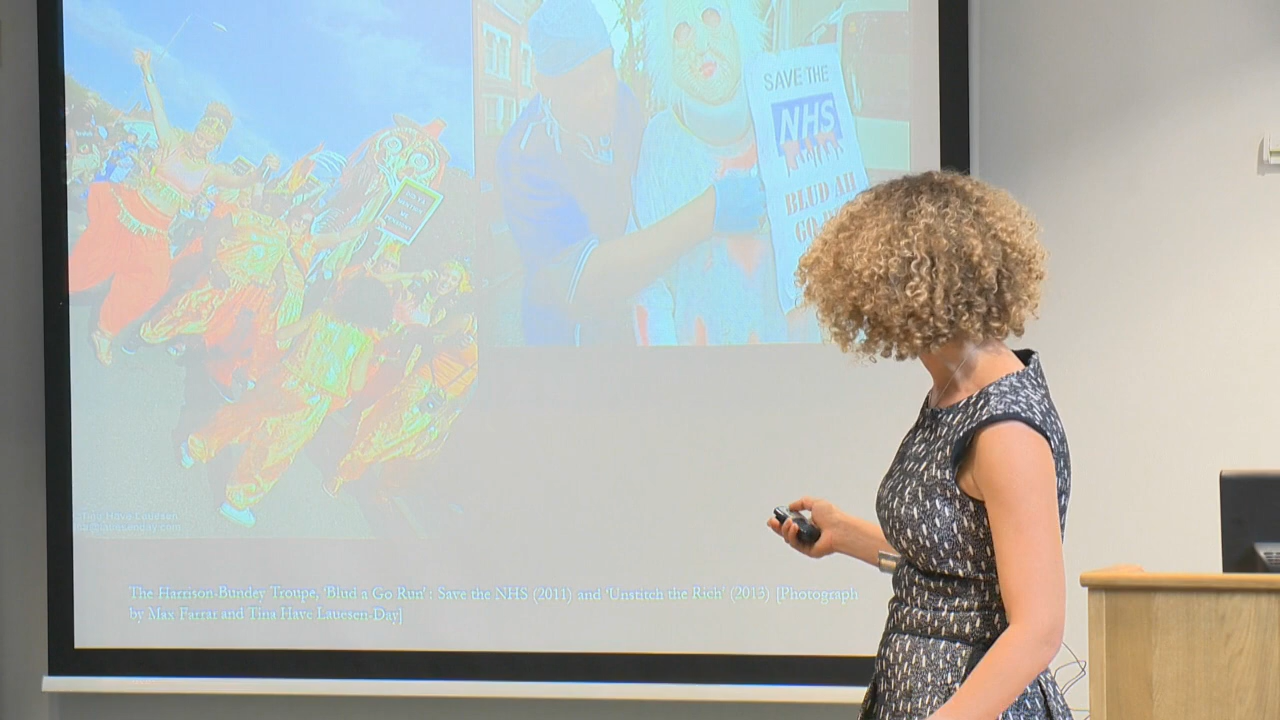 SAVE THE
NHS
BLUD AH
GO
The Harrison-Bundey Troupe, 'Blud a Go Run': Save the NHS (2011) and 'Unstitch the Rich' (2013) [Photograph
by Max Farrar and Tina Have Lauesen-Day]